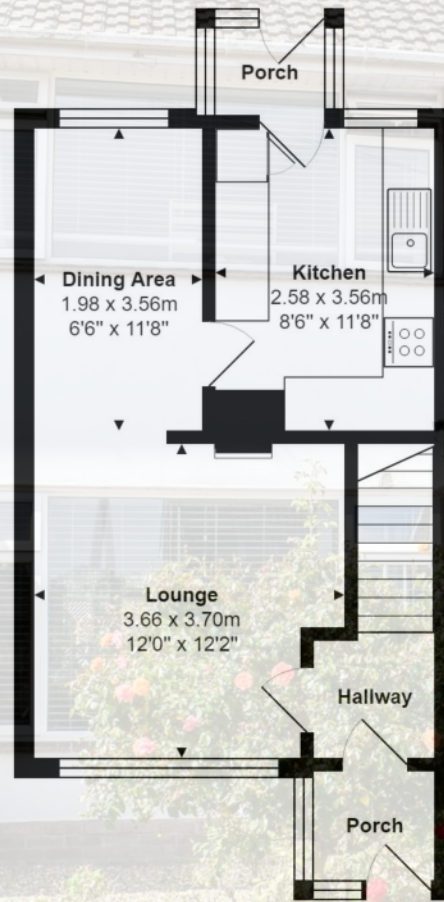 Porch
Dining Area
1.98 x 3.56m
6'6" x 11'8"
Kitchen
2.58 x 3.56m
8'6" x 11'8"
Lounge
3.66 x 3.70m
12'0" x 12'2"
Hallway
Porch